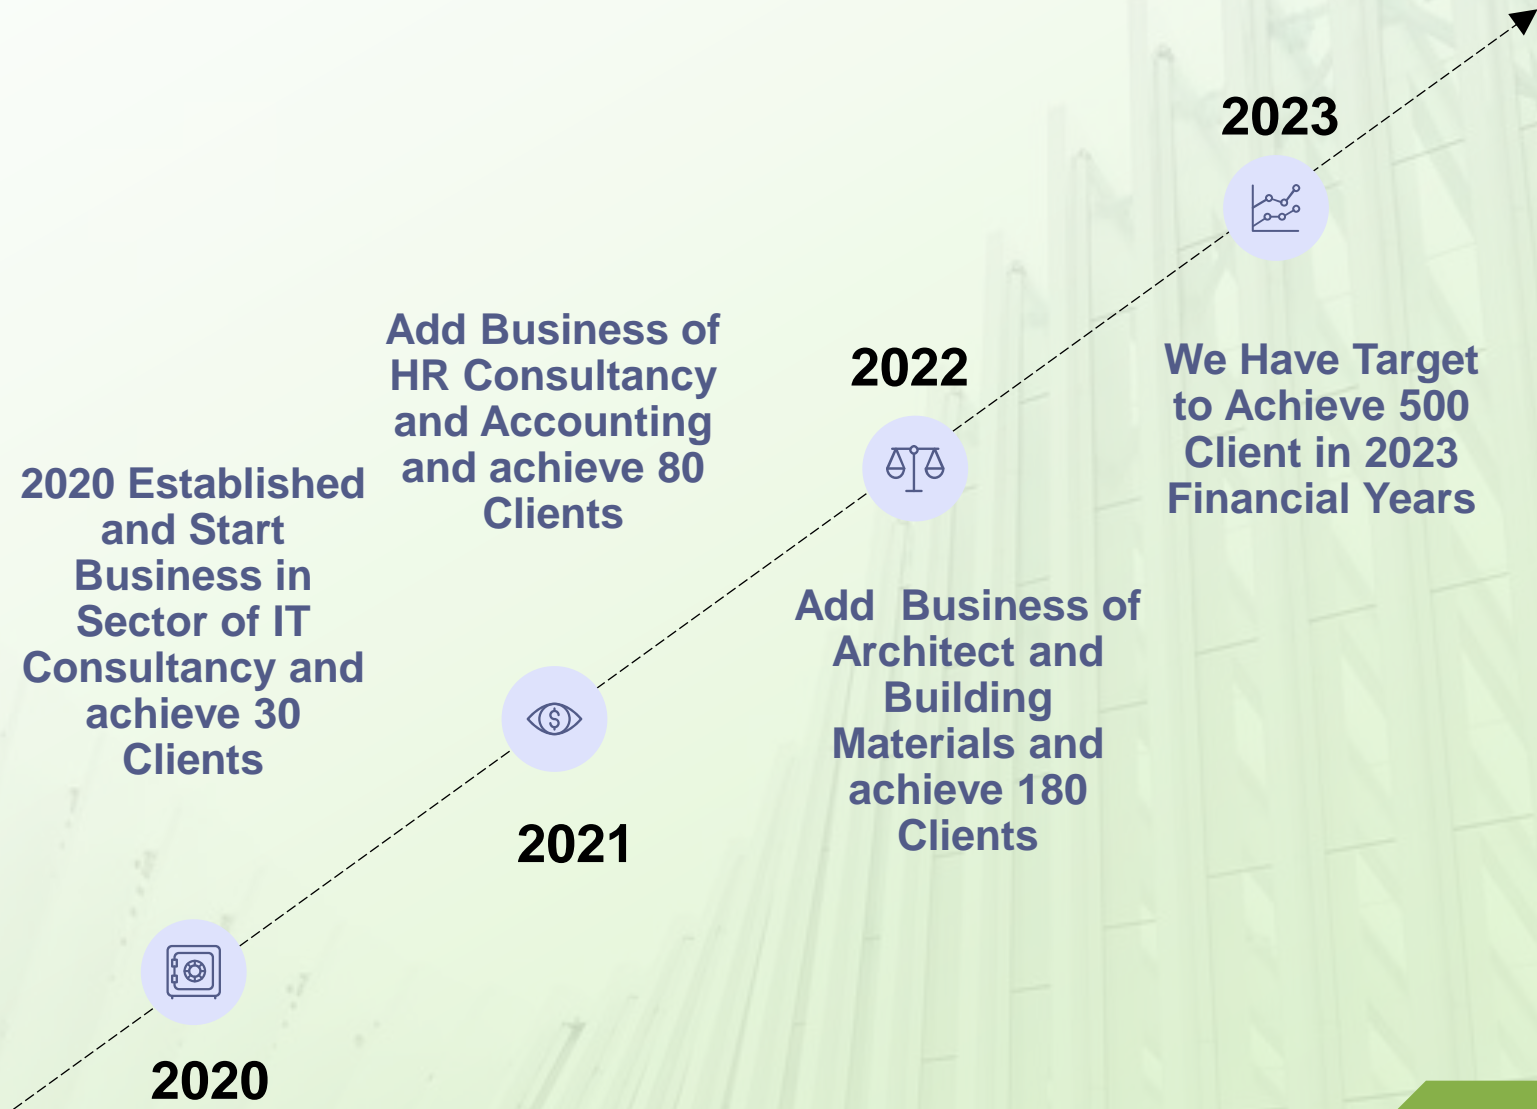 2020 Established
and Start
Business in
Sector of IT
Consultancy and
achieve 30
Clients
2020
Add Business of
HR Consultancy
and Accounting
and achieve 80
Clients
2021
2022
Add  Business of
Architect and
Building
Materials and
achieve 180
Clients
2023
We Have Target
to Achieve 500
Client in 2023
Financial Years